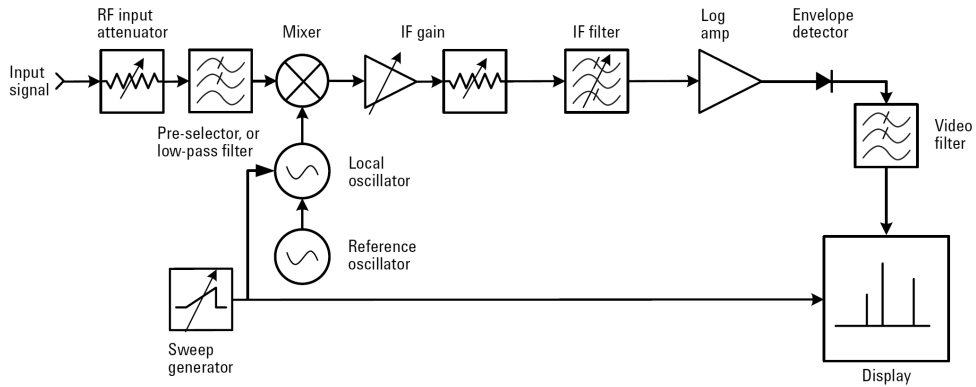 RF input
attenuator
Mixer
IF gain
IF filter
Log
amp
Envelope
detector
Input
signal
Pre-selector, or
low-pass filter
Video
filter
Local
oscillator
Reference
oscillator
Sweep
generator
Display